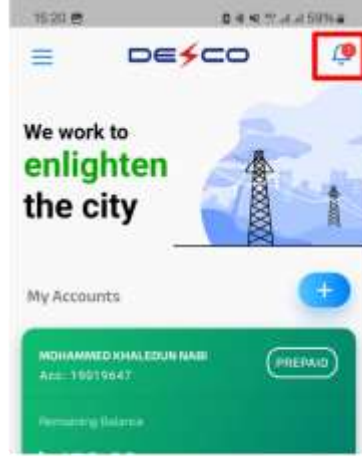 15:20
59%
DESCO
We work to
enlighten
the city
My Accounts
+
MOHAMMED KHALEDUN NABI
PREPAID
Acc: 19019647
Remaining Balance